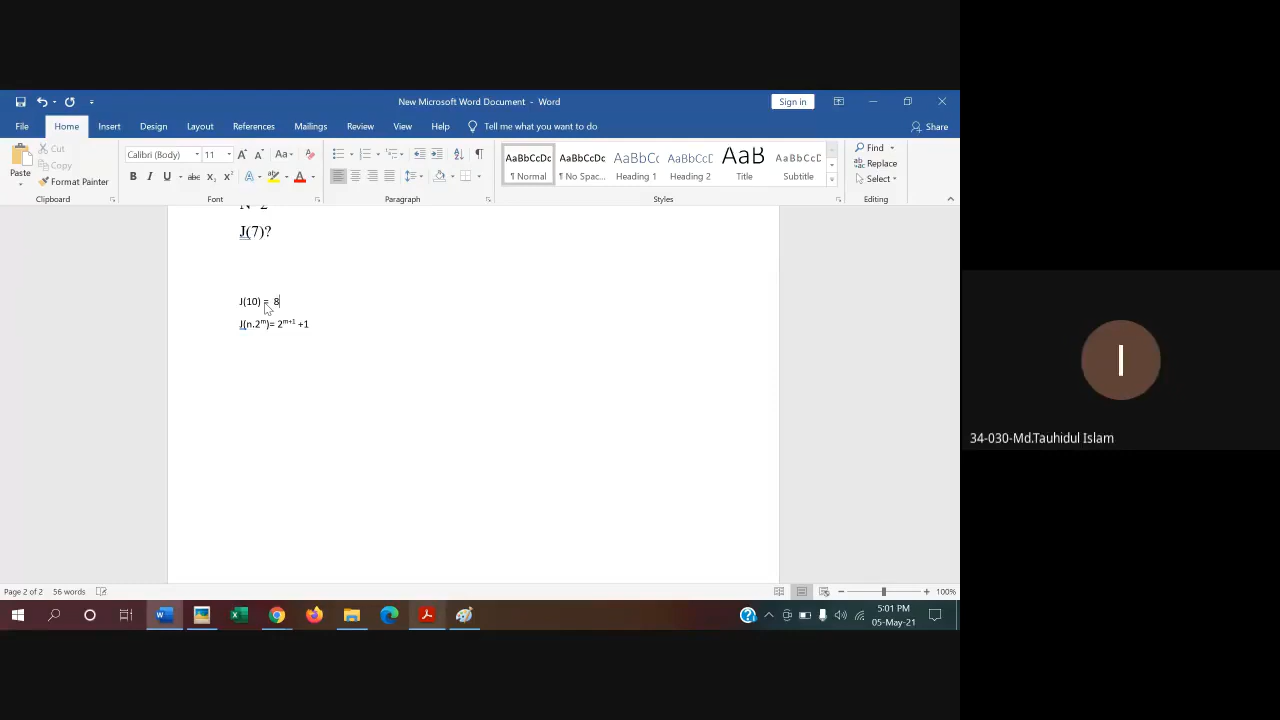 New Microsoft Word Document - Word
Sign in
File Home Insert Design Layout References Mailings Review View Help Tell me what you want to do
Share
Paste
Cut
Copy
Format Painter
Clipboard
Calibri (Body) 11
Font
Paragraph
AaBbCcDc AaBbCcDc AaBbCc AaBbCcD AaB AaBbCcD
¶ Normal ¶ No Spac... Heading 1 Heading 2 Title Subtitle
Styles
Find
Replace
Select
Editing
J(7)?
J(10) = 8
J(n.2ᵐ)= 2ᵐ⁺¹ +1
Page 2 of 2 56 words
100%
5:01 PM
05-May-21
I
34-030-Md.Tauhidul Islam